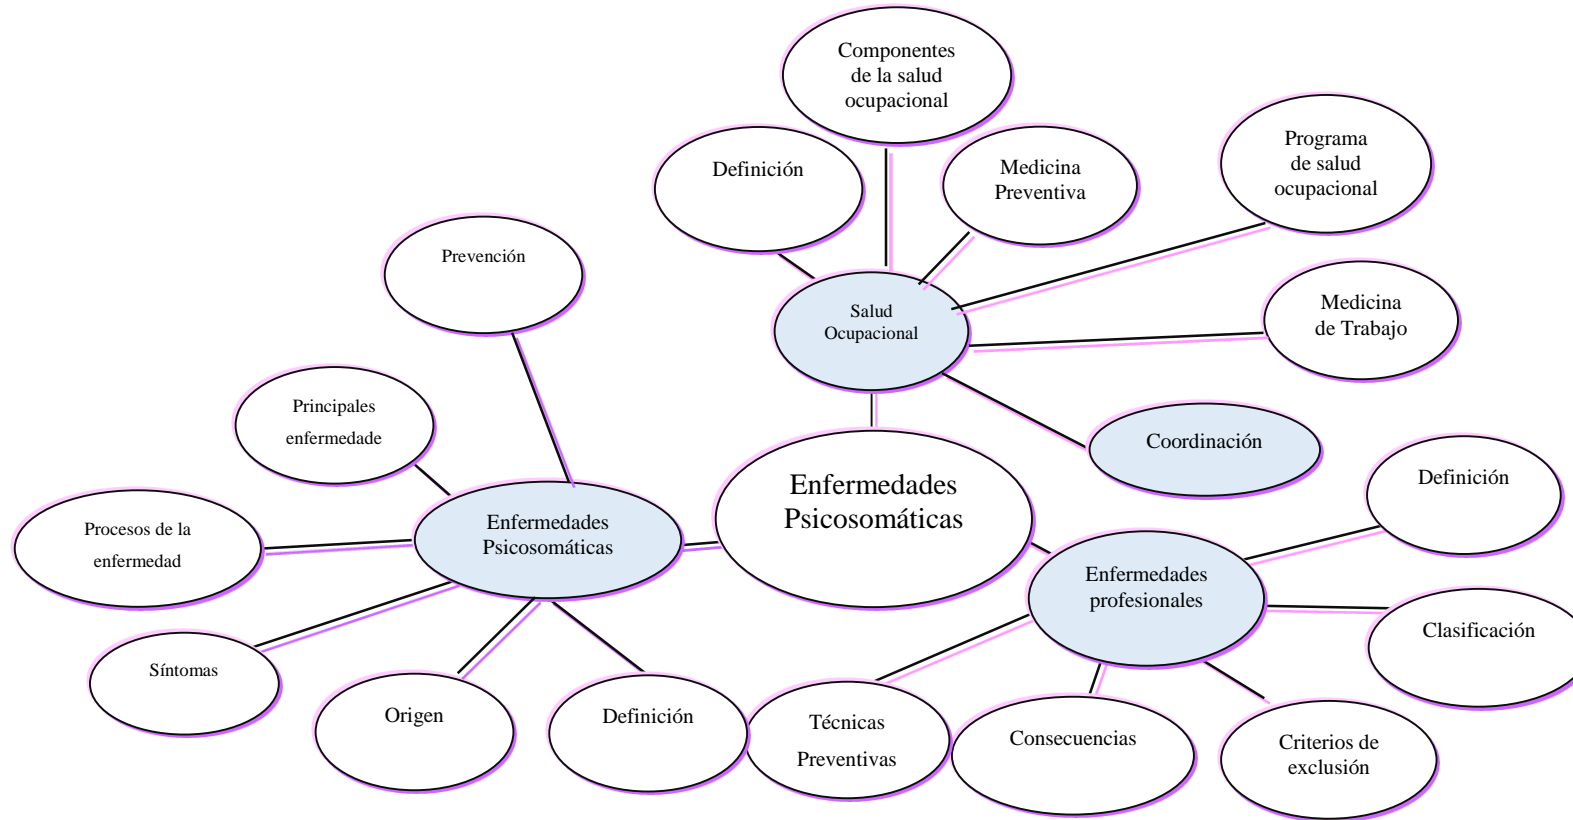 Componentes
de la salud
ocupacional
Definición
Medicina
Preventiva
Programa
de salud
ocupacional
Prevención
Salud
Ocupacional
Medicina
de Trabajo
Principales
enfermedade
Coordinación
Enfermedades
Psicosomáticas
Definición
Procesos de la
enfermedad
Enfermedades
Psicosomáticas
Enfermedades
profesionales
Clasificación
Síntomas
Origen
Definición
Técnicas
Preventivas
Consecuencias
Criterios de
exclusión